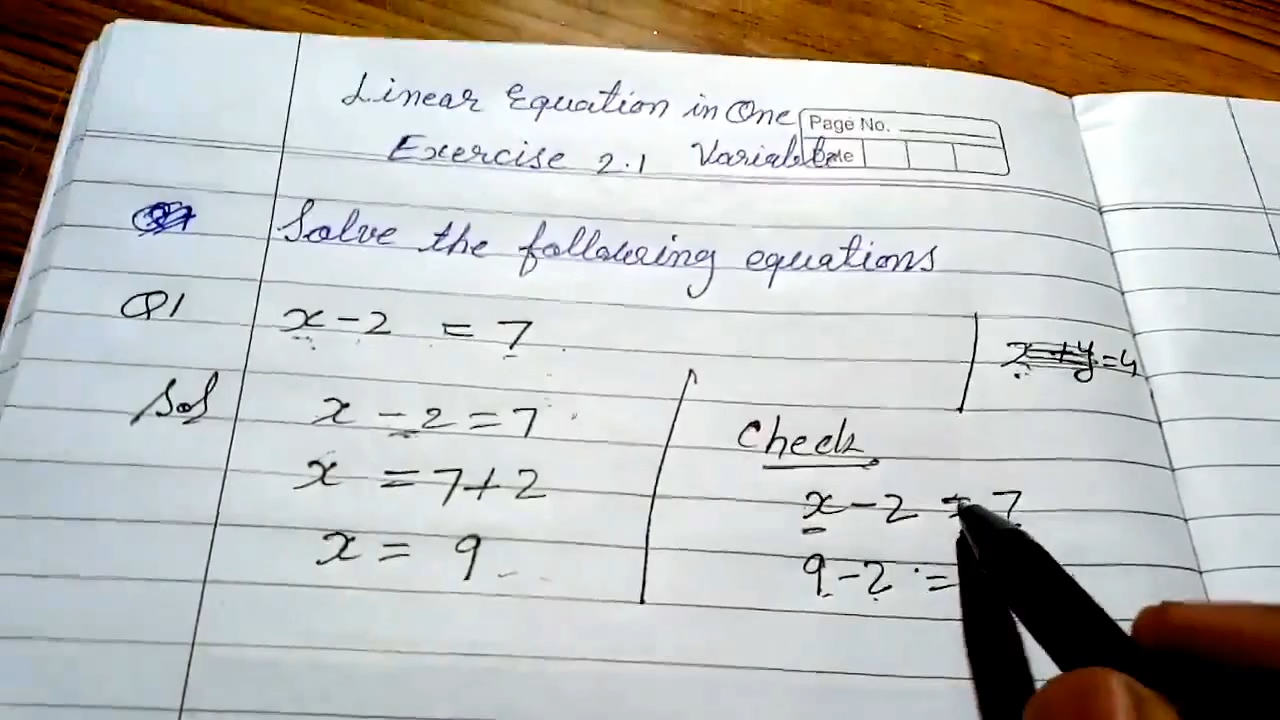 Linear Equation in One
Page No.
Exercise 2.1 Variable
Date
Solve the following equations
Q1 x - 2 = 7
x + y = 4
Sol x - 2 = 7
Check
x = 7 + 2
x - 2 = 7
x = 9
9 - 2 =